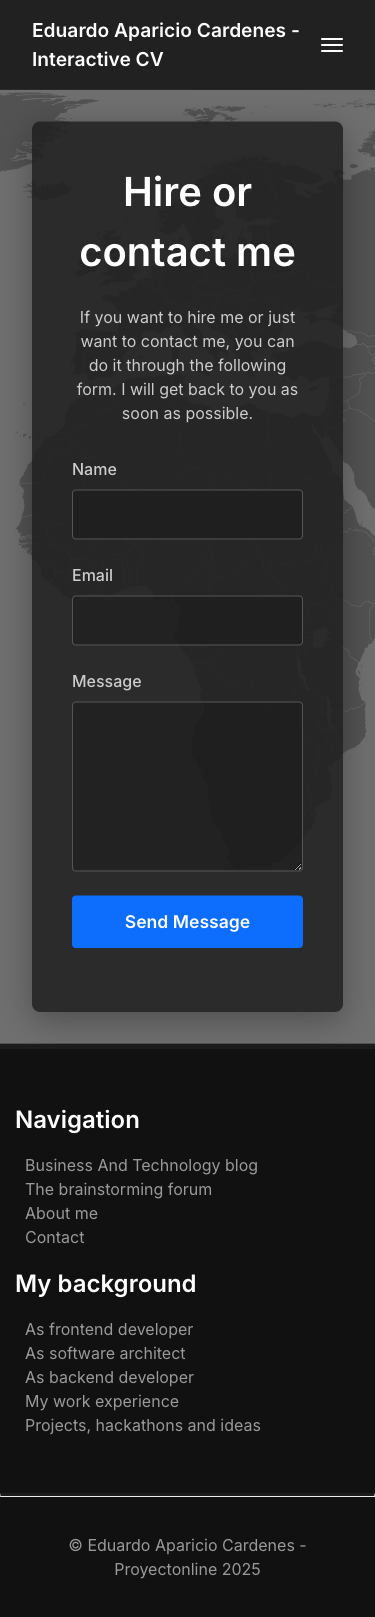 Eduardo Aparicio Cardenes -
Interactive CV
Hire or
contact me
If you want to hire me or just
want to contact me, you can
do it through the following
form. I will get back to you as
soon as possible.
Name
Email
Message
Send Message
Navigation
Business And Technology blog
The brainstorming forum
About me
Contact
My background
As frontend developer
As software architect
As backend developer
My work experience
Projects, hackathons and ideas
© Eduardo Aparicio Cardenes -
Proyectonline 2025